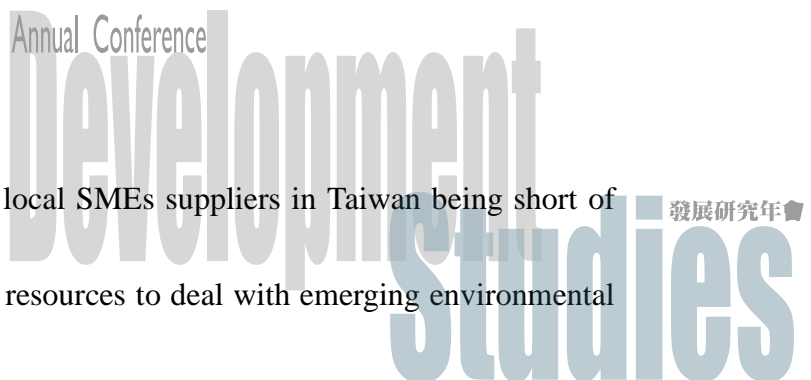 Annual Conference
Development
local SMEs suppliers in Taiwan being short of
發展研究年會
resources to deal with emerging environmental
Studies